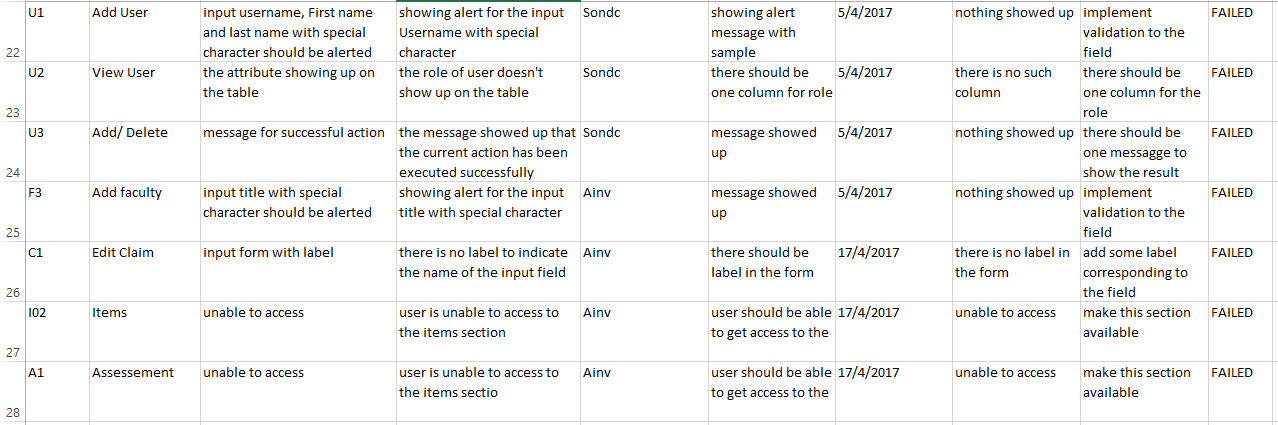 U1 Add User input username, First name showing alert for the input Sondc showing alert 5/4/2017 nothing showed up implement FAILED
and last name with special Username with special message with validation to the
22 character should be alerted character sample field
U2 View User the attribute showing up on the role of user doesn't Sondc there should be 5/4/2017 there is no such there should be FAILED
the table show up on the table one column for role column one column for the
23 role
U3 Add/ Delete message for successful action the message showed up that Sondc message showed 5/4/2017 nothing showed up there should be FAILED
the current action has been up one messagge to
24 executed successfully show the result
F3 Add faculty input title with special showing alert for the input Ainv message showed 5/4/2017 nothing showed up implement FAILED
character should be alerted title with special character up validation to the
25 field
C1 Edit Claim input form with label there is no label to indicate Ainv there should be 17/4/2017 there is no label in add some label FAILED
the name of the input field label in the form the form corresponding to
26 the field
I02 Items unable to access user is unable to access to Ainv user should be able 17/4/2017 unable to access make this section FAILED
the items section to get access to the available
27
A1 Assessement unable to access user is unable to access to Ainv user should be able 17/4/2017 unable to access make this section FAILED
the items sectio to get access to the available
28